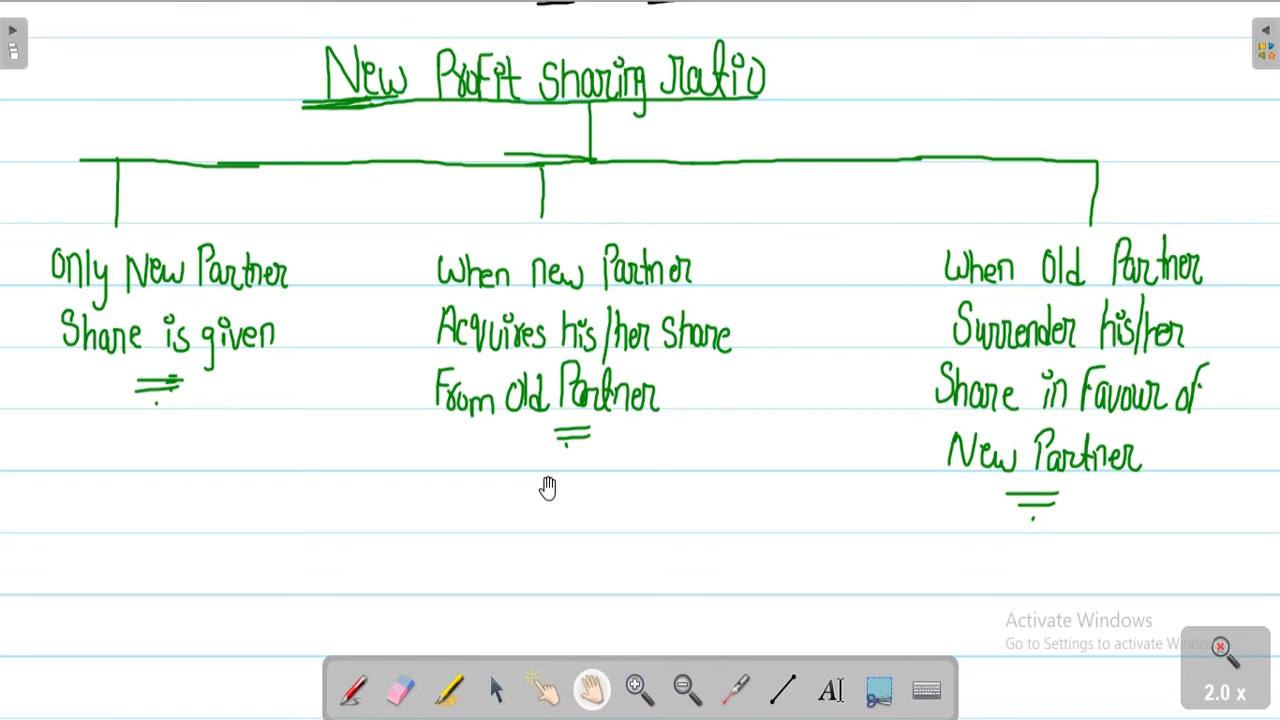 New Profit Sharing ratio
Only New Partner
Share is given
When new Partner
Acquires his/her share
From Old Partner
When Old Partner
Surrender his/her
Share in Favour of
New Partner
Activate Windows
Go to Settings to activate Windows
AI
2.0 x